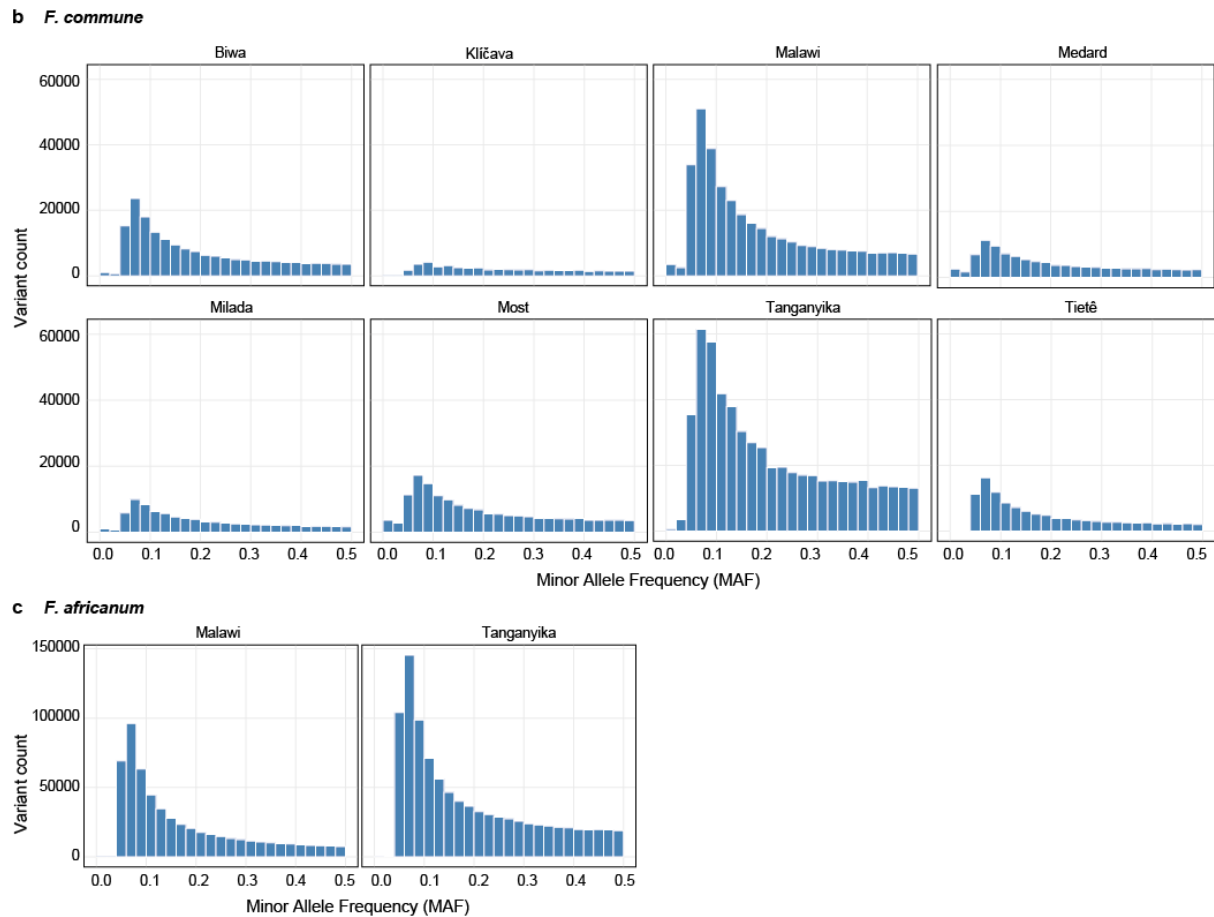 b F. commune
Biwa Klíčava Malawi Medard
60000
40000
20000
0
Variant count
Milada Most Tanganyika Tietê
60000
40000
20000
0
0.0 0.1 0.2 0.3 0.4 0.5 0.0 0.1 0.2 0.3 0.4 0.5 0.0 0.1 0.2 0.3 0.4 0.5 0.0 0.1 0.2 0.3 0.4 0.5
Minor Allele Frequency (MAF)
c F. africanum
Malawi Tanganyika
150000
100000
50000
0
Variant count
0.0 0.1 0.2 0.3 0.4 0.5 0.0 0.1 0.2 0.3 0.4 0.5
Minor Allele Frequency (MAF)